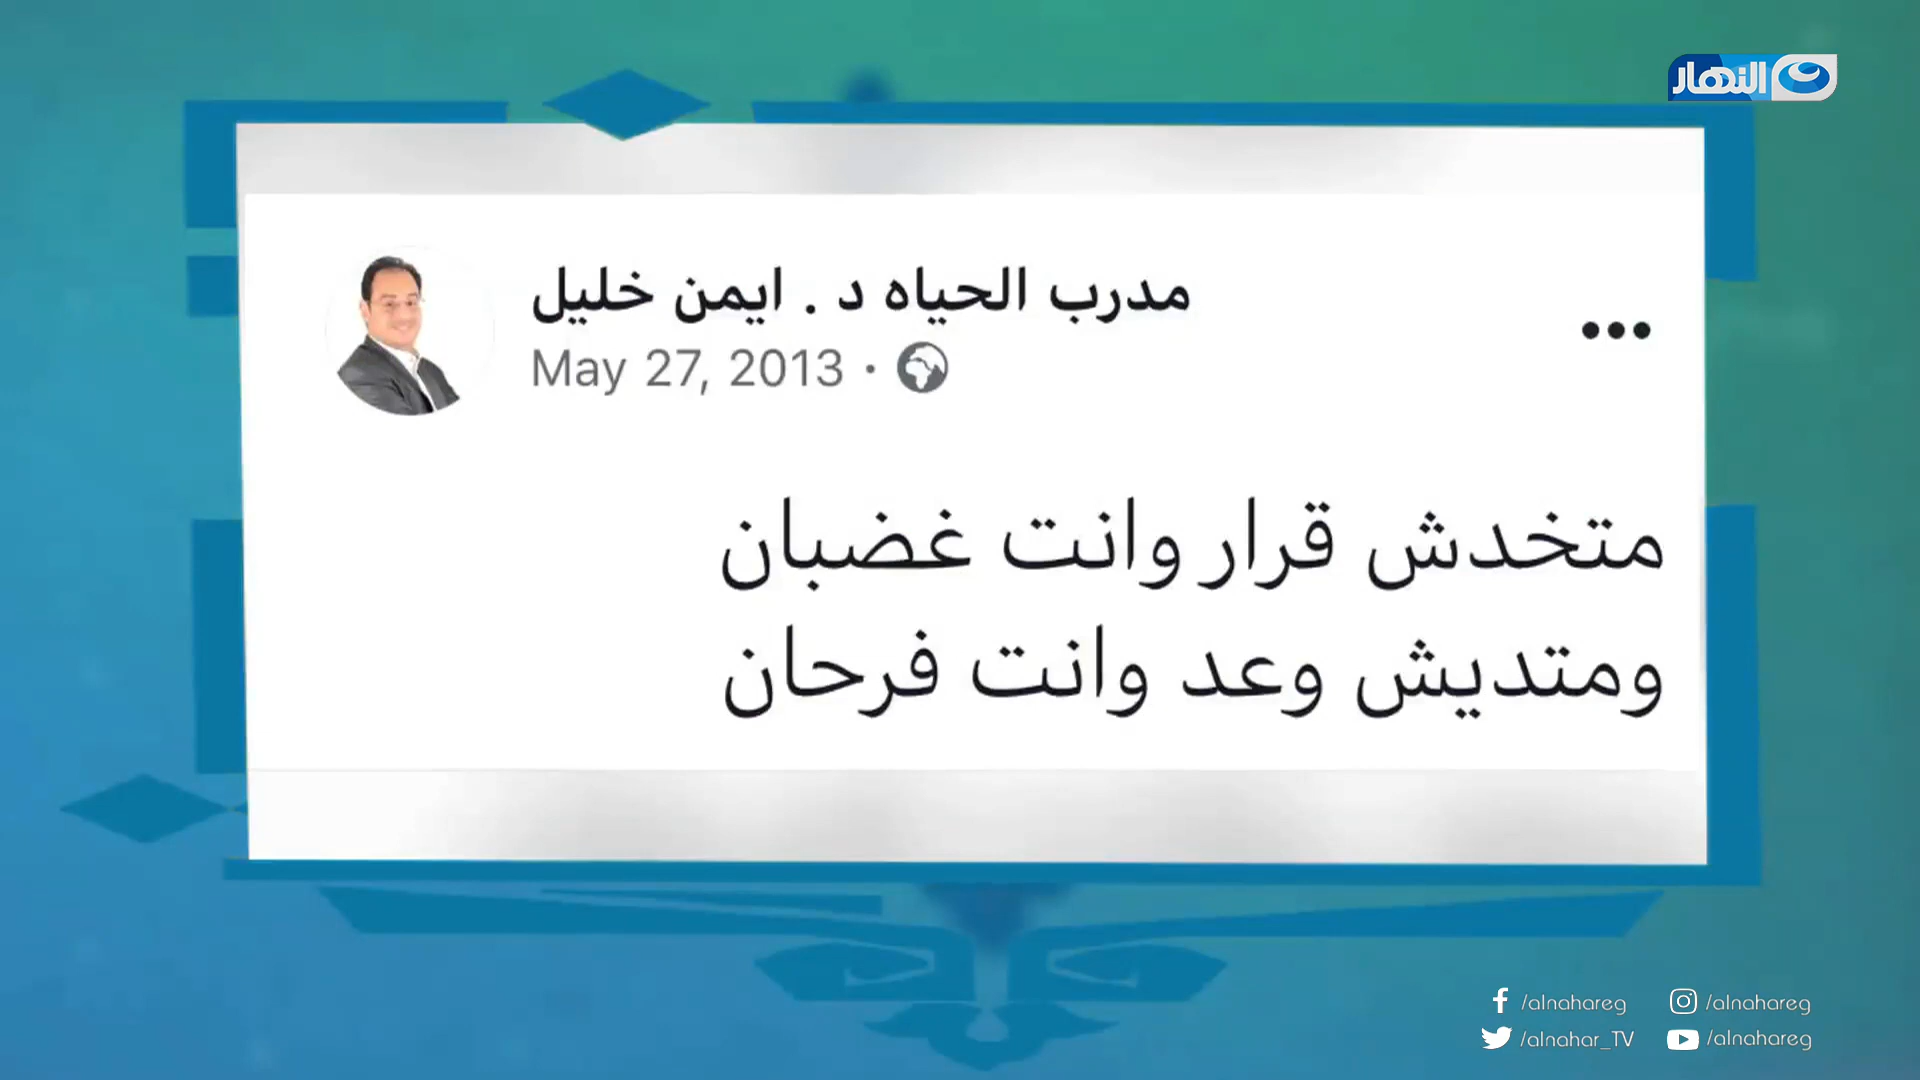 النهار
مدرب الحياه د . ايمن خليل
May 27, 2013 ·
متخدش قرار وانت غضبان
ومتديش وعد وانت فرحان
/alnahareg
/alnahareg
/alnahar_TV
/alnahareg